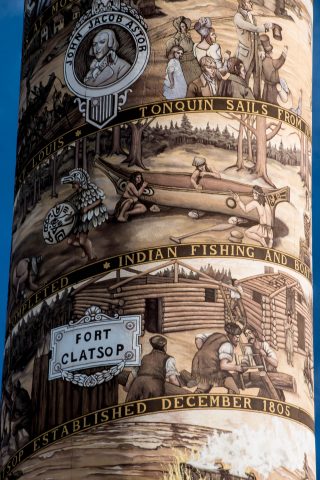 JOHN JACOB ASTOR
TONQUIN SAILS FROM
INDIAN FISHING AND
FORT
CLATSOP
ESTABLISHED DECEMBER 1805